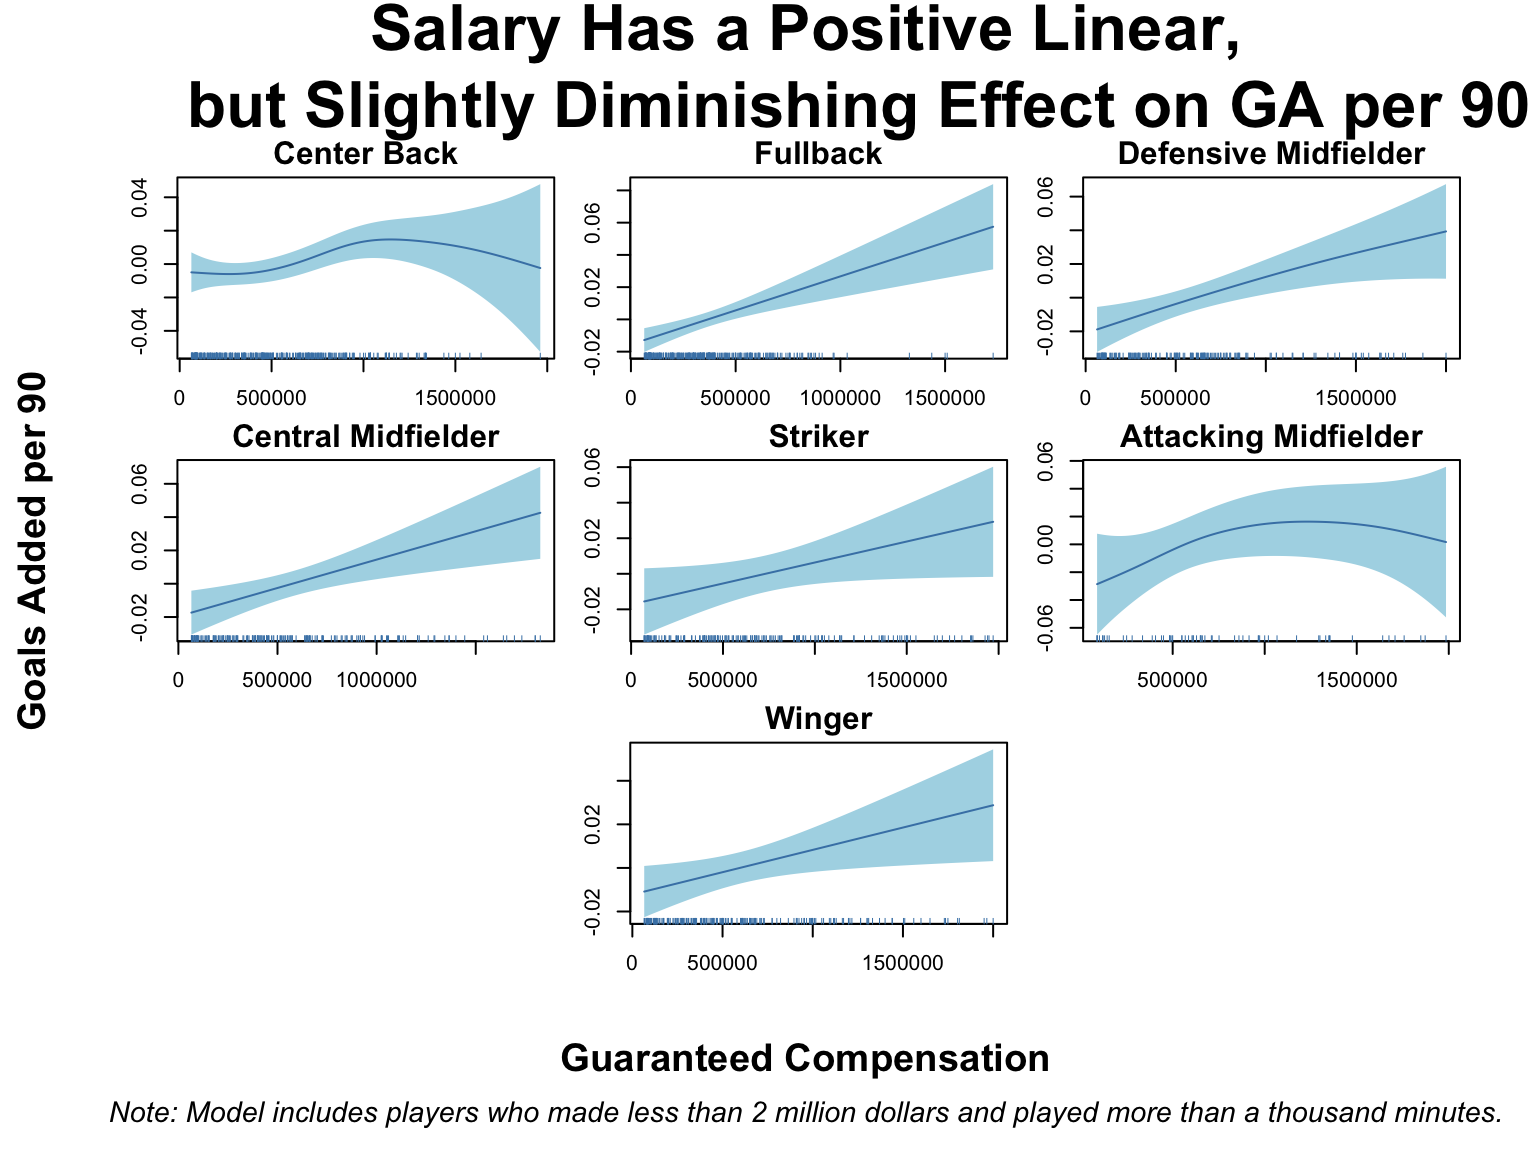 Salary Has a Positive Linear,
but Slightly Diminishing Effect on GA per 90
Center Back
Fullback
Defensive Midfielder
0.04
0.00
-0.04
0 500000 1500000
0.06
0.02
-0.02
0 500000 1000000 1500000
0.06
0.02
-0.02
0 500000 1500000
Goals Added per 90
Central Midfielder
Striker
Attacking Midfielder
0.06
0.02
-0.02
0 500000 1000000
0.06
0.02
-0.02
0 500000 1500000
0.06
0.00
-0.06
500000 1500000
Winger
0.02
-0.02
0 500000 1500000
Guaranteed Compensation
Note: Model includes players who made less than 2 million dollars and played more than a thousand minutes.